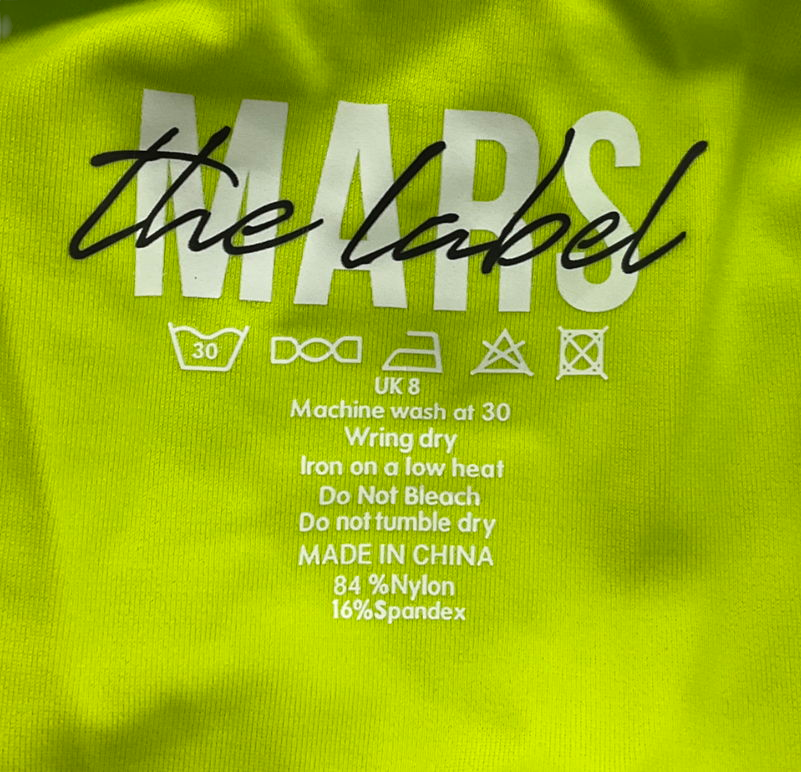 MARS
the label
30
UK 8
Machine wash at 30
Wring dry
Iron on a low heat
Do Not Bleach
Do not tumble dry
MADE IN CHINA
84 %Nylon
16%Spandex